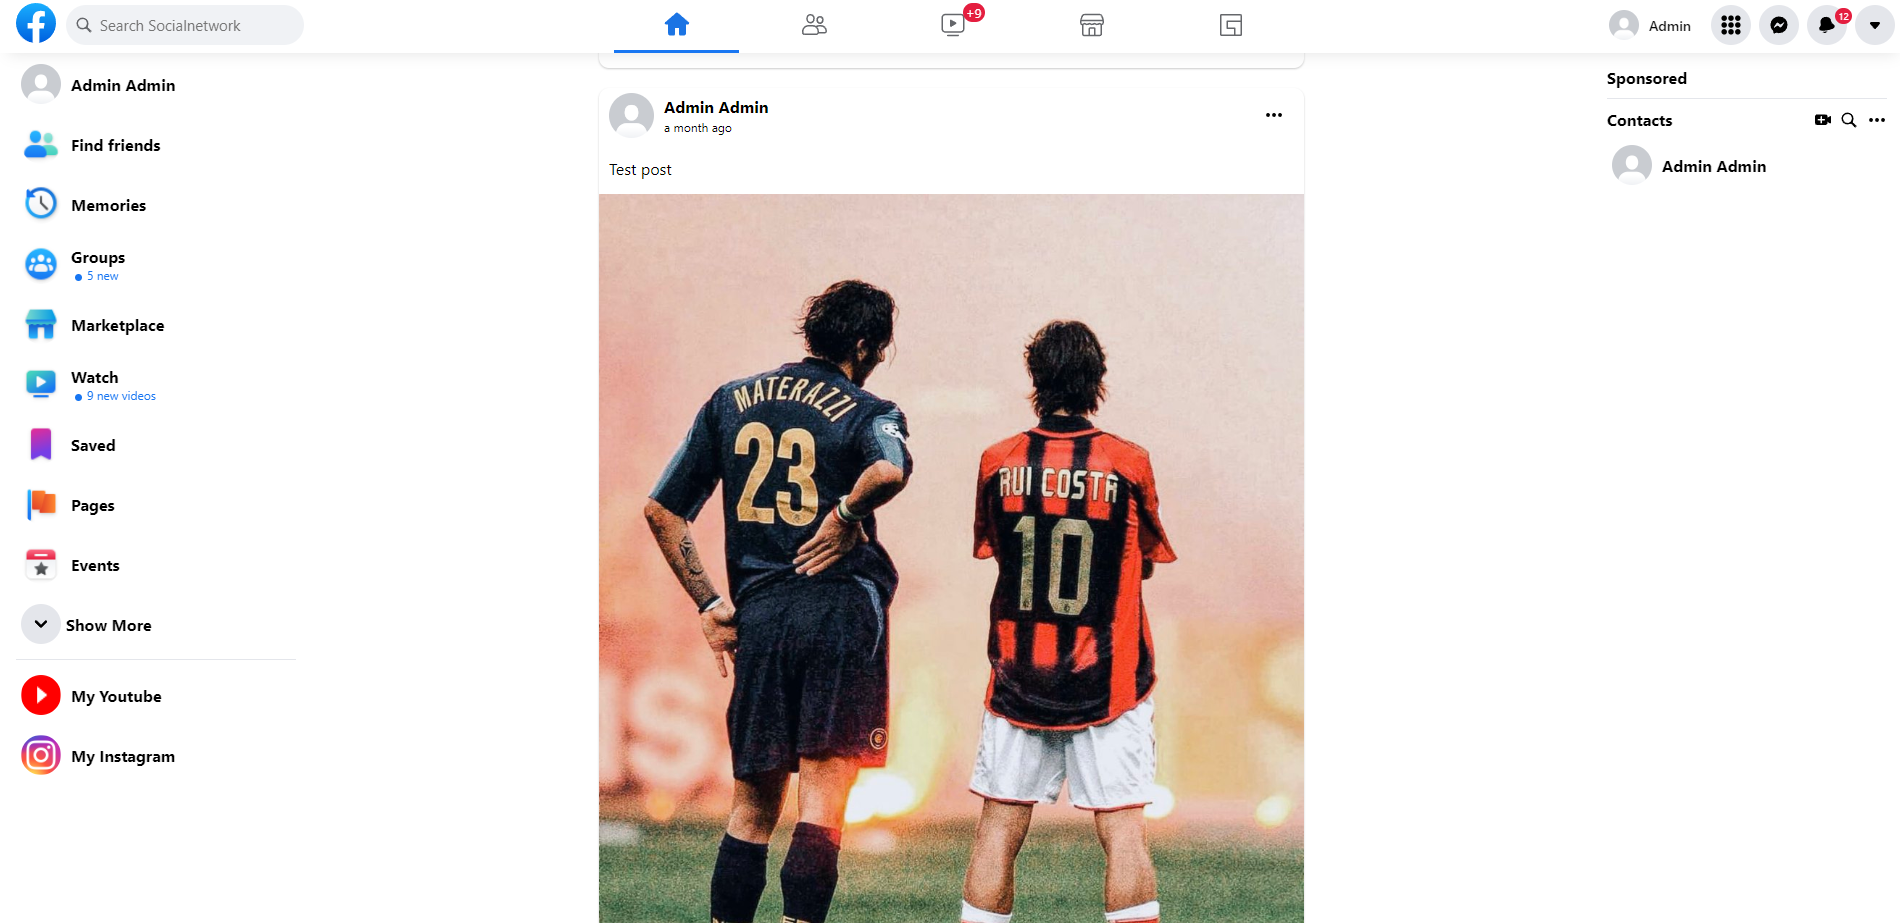 Search Socialnetwork
+9
Admin
12
Admin Admin
Find friends
Memories
Groups
5 new
Marketplace
Watch
9 new videos
Saved
Pages
Events
Show More
My Youtube
My Instagram
Admin Admin
a month ago
Test post
MATERAZZI
23
RUI COSTA
10
Sponsored
Contacts
Admin Admin